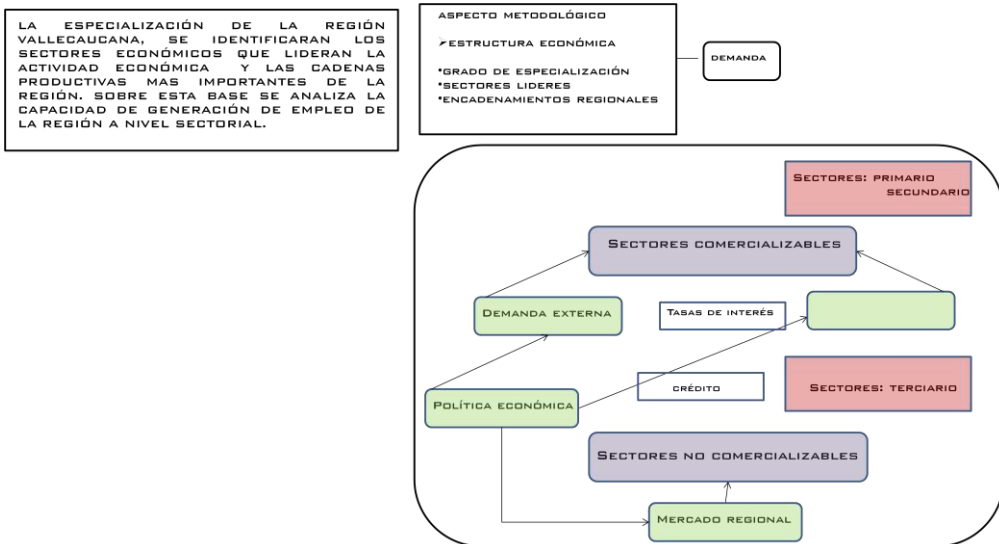 LA ESPECIALIZACIÓN DE LA REGIÓN
VALLECAUCANA, SE IDENTIFICARAN LOS
SECTORES ECONÓMICOS QUE LIDERAN LA
ACTIVIDAD ECONÓMICA Y LAS CADENAS
PRODUCTIVAS MAS IMPORTANTES DE LA
REGIÓN. SOBRE ESTA BASE SE ANALIZA LA
CAPACIDAD DE GENERACIÓN DE EMPLEO DE
LA REGIÓN A NIVEL SECTORIAL.
ASPECTO METODOLÓGICO
➢ESTRUCTURA ECONÓMICA
•GRADO DE ESPECIALIZACIÓN
•SECTORES LIDERES
•ENCADENAMIENTOS REGIONALES
DEMANDA
SECTORES: PRIMARIO
SECUNDARIO
SECTORES COMERCIALIZABLES
DEMANDA EXTERNA
TASAS DE INTERÉS
CRÉDITO
SECTORES: TERCIARIO
POLÍTICA ECONÓMICA
SECTORES NO COMERCIALIZABLES
MERCADO REGIONAL